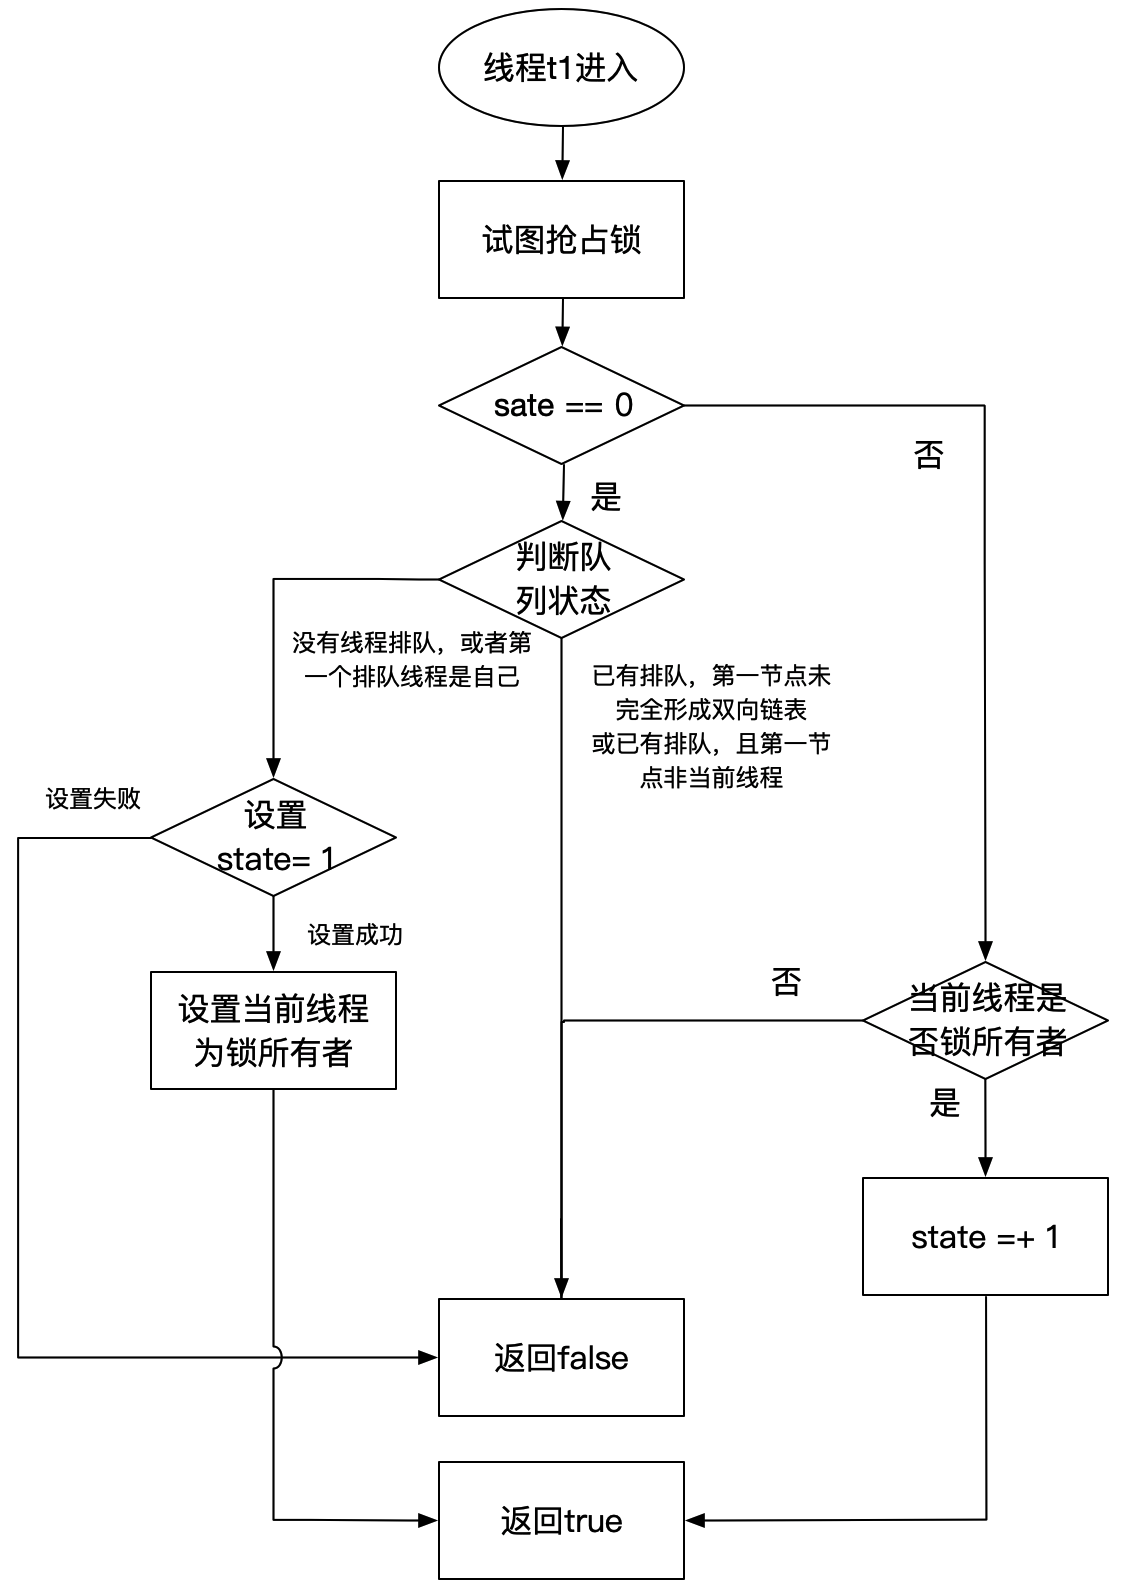 线程t1进入
试图抢占锁
sate == 0
否
是
判断队
列状态
没有线程排队，或者第
一个排队线程是自己
已有排队，第一节点未
完全形成双向链表
或已有排队，且第一节
点非当前线程
设置失败
设置
state= 1
设置成功
设置当前线程
为锁所有者
否
当前线程是
否锁所有者
是
state =+ 1
返回false
返回true